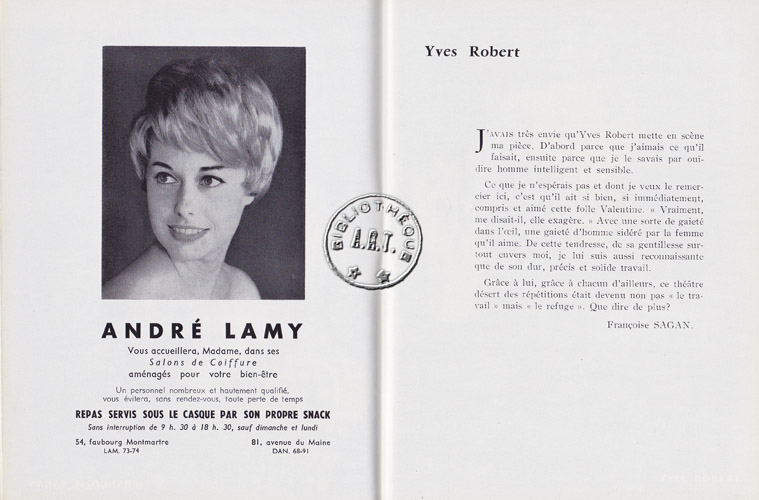 ANDRÉ LAMY
Vous accueillera, Madame, dans ses
Salons de Coiffure
aménagés pour votre bien-être
Un personnel nombreux et hautement qualifié,
vous évitera, sans rendez-vous, toute perte de temps
REPAS SERVIS SOUS LE CASQUE PAR SON PROPRE SNACK
Sans interruption de 9 h. 30 à 18 h. 30, sauf dimanche et lundi
54, faubourg Montmartre
LAM. 73-74
81, avenue du Maine
DAN. 68-91
BIBLIOTHÈQUE
A.R.T.
Yves Robert
J'AVAIS très envie qu'Yves Robert mette en scène
ma pièce. D'abord parce que j'aimais ce qu'il
faisait, ensuite parce que je le savais par ouï-
dire homme intelligent et sensible.
Ce que je n'espérais pas et dont je veux le remer-
cier ici, c'est qu'il ait si bien, si immédiatement,
compris et aimé cette folle Valentine. « Vraiment,
me disait-il, elle exagère. » Avec une sorte de gaieté
dans l'œil, une gaieté d'homme sidéré par la femme
qu'il aime. De cette tendresse, de sa gentillesse sur-
tout envers moi, je lui suis aussi reconnaissante
que de son dur, précis et solide travail.
Grâce à lui, grâce à chacun d'ailleurs, ce théâtre
désert des répétitions était devenu non pas « le tra-
vail » mais « le refuge ». Que dire de plus?
Françoise SAGAN.